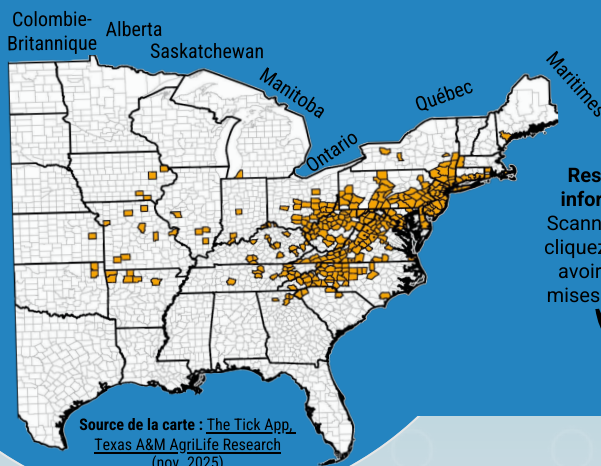 Colombie-
Britannique
Alberta
Saskatchewan
Manitoba
Ontario
Québec
Maritimes
Res
infor
Scann
cliquez
avoir
mises
Source de la carte : The Tick App,
Texas A&M AgriLife Research
(nov. 2025)